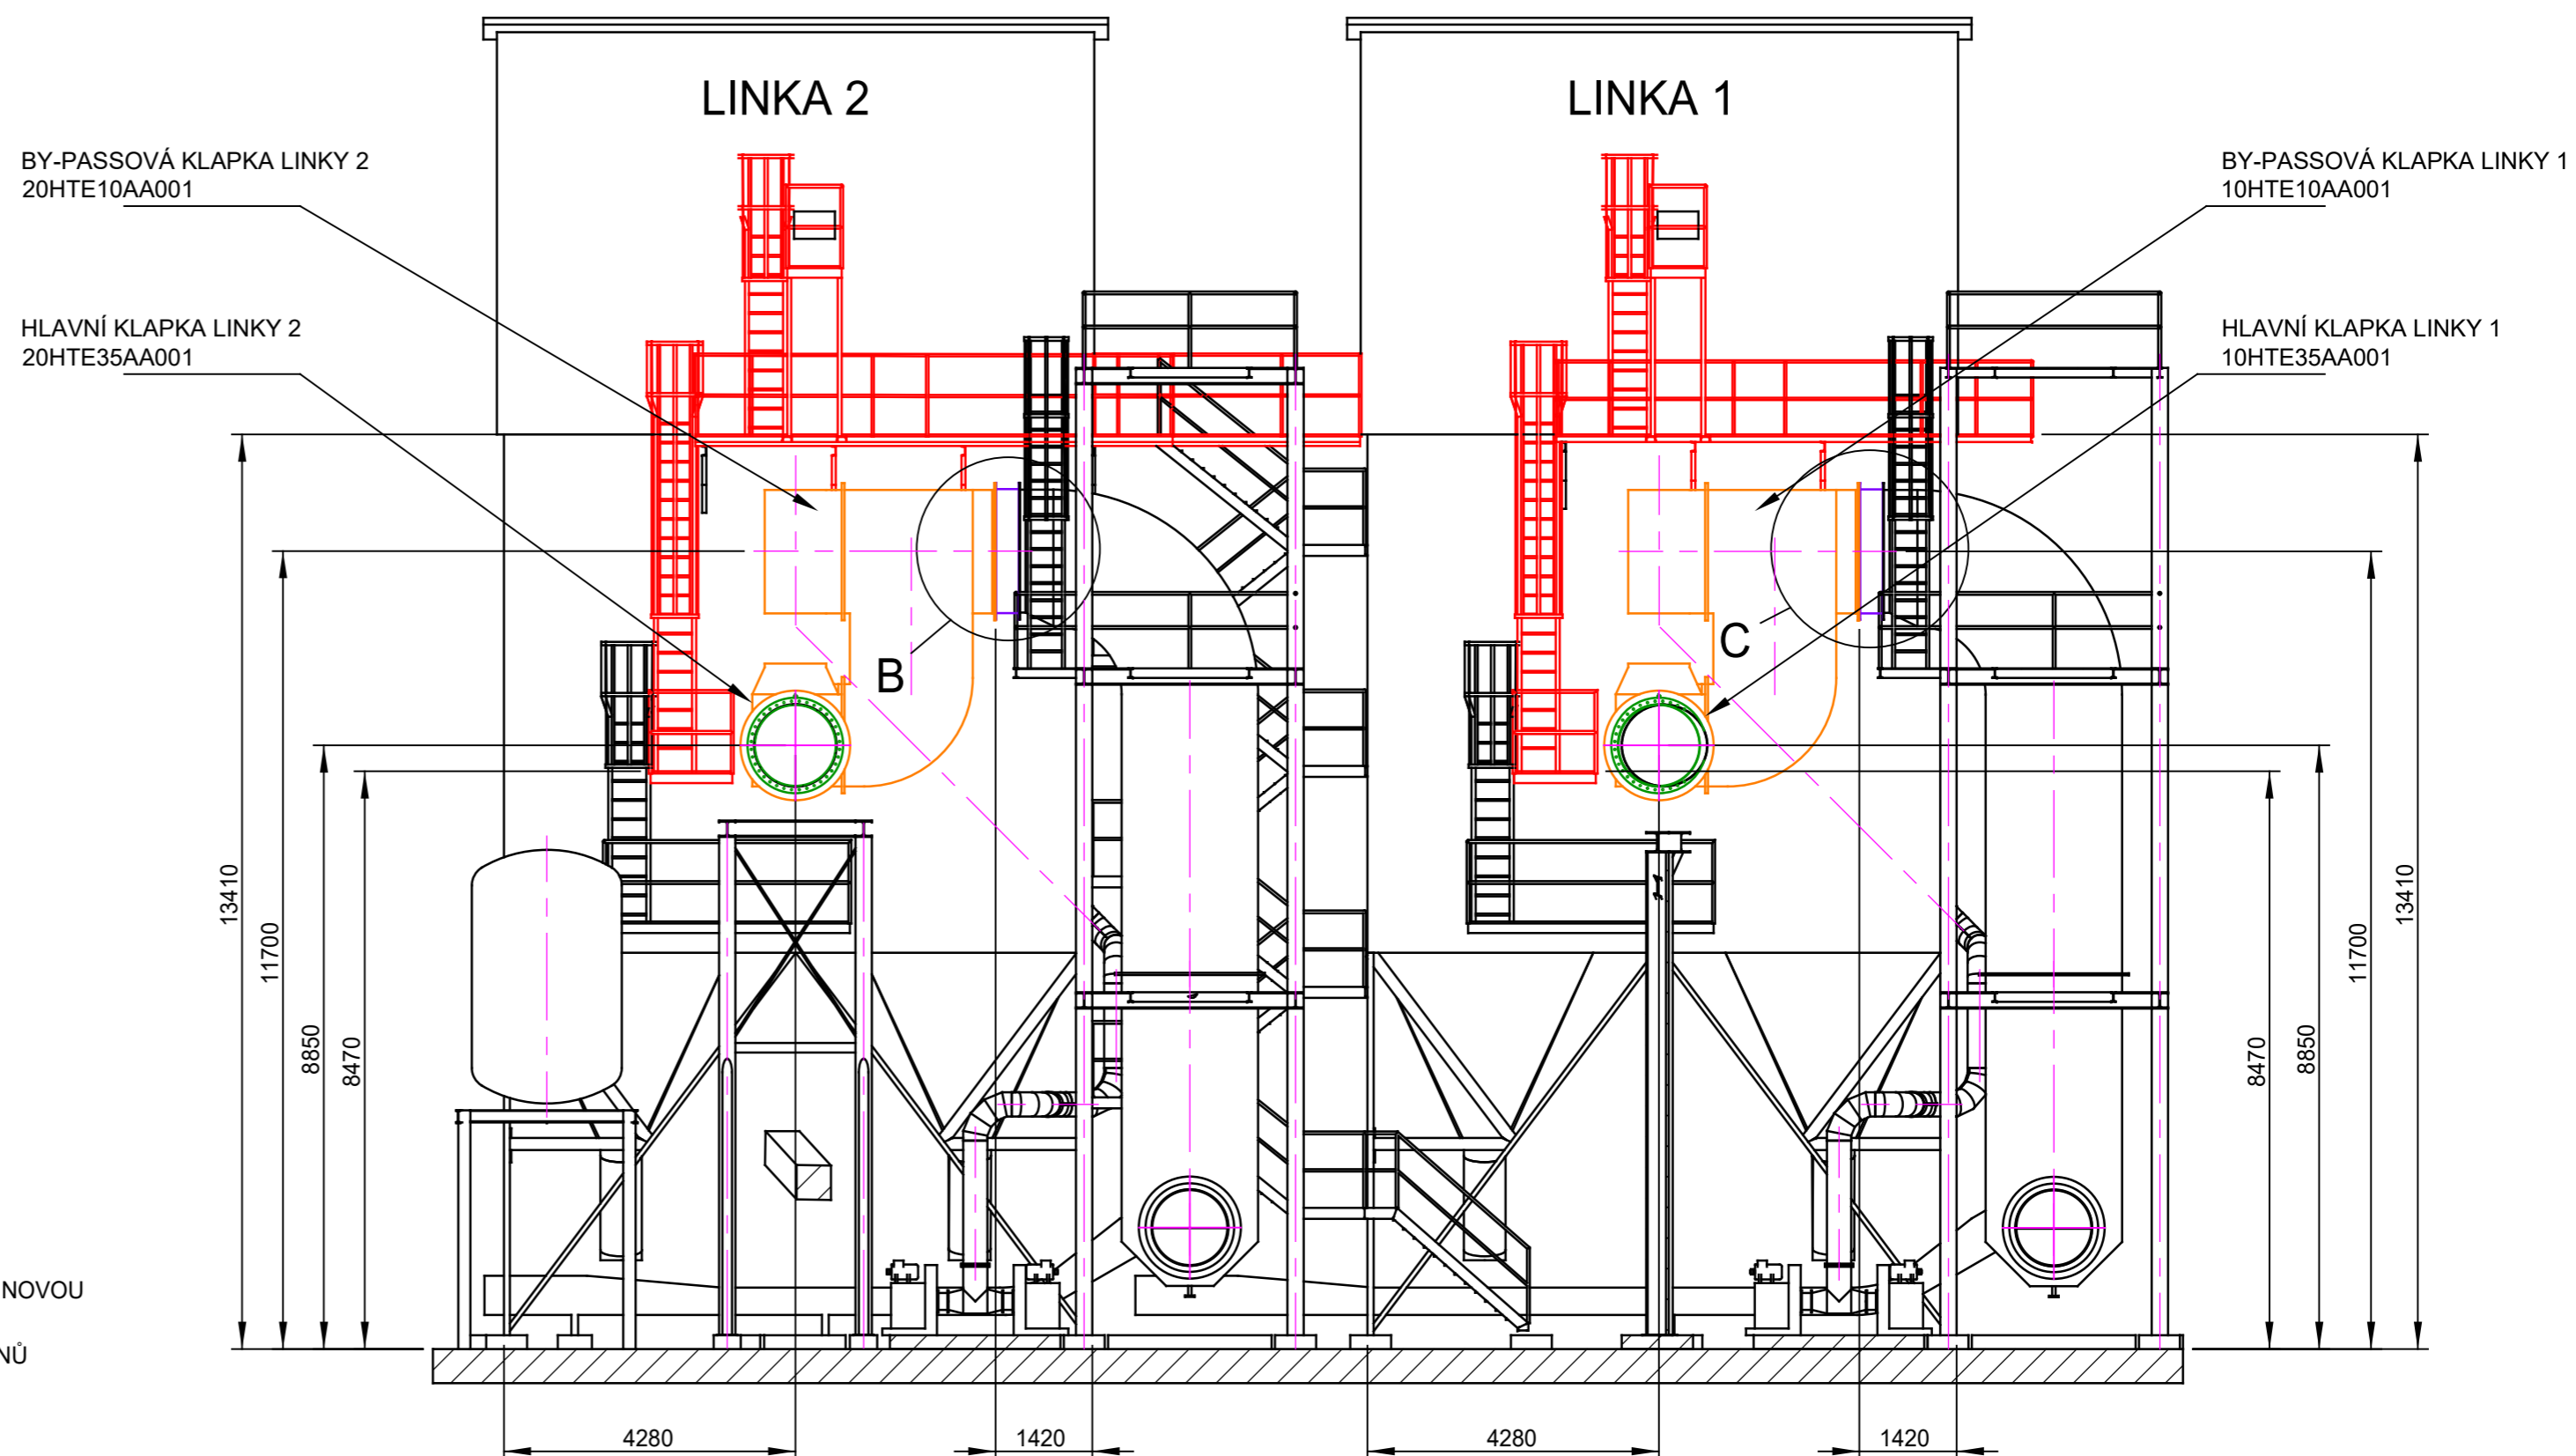 LINKA 2
LINKA 1
BY-PASSOVÁ KLAPKA LINKY 2
20HTE10AA001
BY-PASSOVÁ KLAPKA LINKY 1
10HTE10AA001
HLAVNÍ KLAPKA LINKY 2
20HTE35AA001
HLAVNÍ KLAPKA LINKY 1
10HTE35AA001
B
C
13410
11700
8850
8470
8470
8850
11700
13410
NOVOU
NŮ
4280
1420
4280
1420